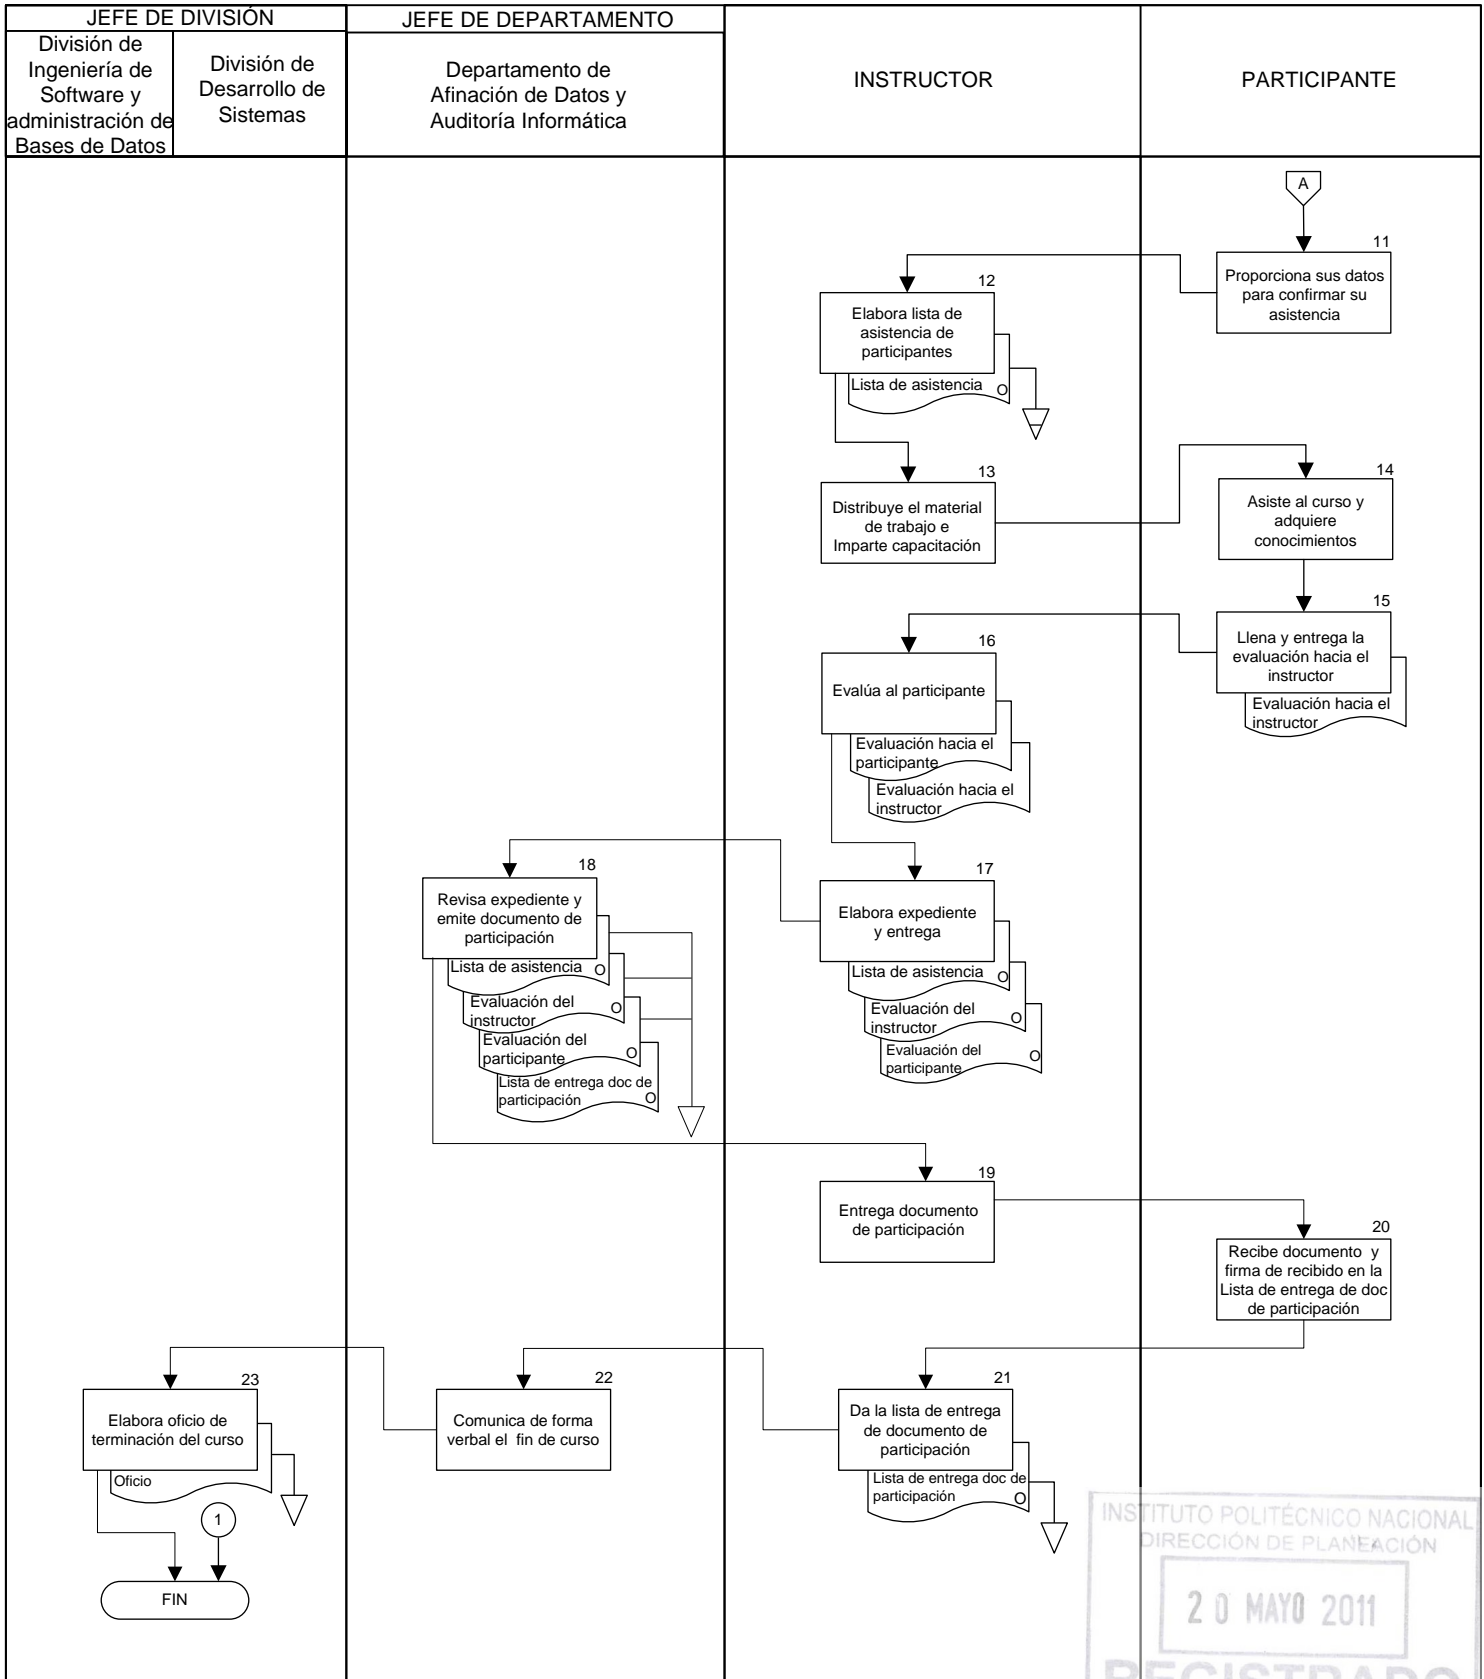 JEFE DE DIVISIÓN
JEFE DE DEPARTAMENTO
División de
Ingeniería de
Software y
administración de
Bases de Datos
División de
Desarrollo de
Sistemas
Departamento de
Afinación de Datos y
Auditoría Informática
INSTRUCTOR
PARTICIPANTE
A
11
Proporciona sus datos
para confirmar su
asistencia
12
Elabora lista de
asistencia de
participantes
Lista de asistencia
O
13
Distribuye el material
de trabajo e
Imparte capacitación
14
Asiste al curso y
adquiere
conocimientos
15
Llena y entrega la
evaluación hacia el
instructor
Evaluación hacia el
instructor
16
Evalúa al participante
Evaluación hacia el
participante
Evaluación hacia el
instructor
17
Elabora expediente
y entrega
Lista de asistencia
O
Evaluación del
instructor
O
Evaluación del
participante
O
18
Revisa expediente y
emite documento de
participación
Lista de asistencia
O
Evaluación del
instructor
O
Evaluación del
participante
O
Lista de entrega doc de
participación
O
19
Entrega documento
de participación
20
Recibe documento y
firma de recibido en la
Lista de entrega de doc
de participación
21
Da la lista de entrega
de documento de
participación
Lista de entrega doc de
participación
O
22
Comunica de forma
verbal el fin de curso
23
Elabora oficio de
terminación del curso
Oficio
1
FIN
INSTITUTO POLITÉCNICO NACIONAL
DIRECCIÓN DE PLANEACIÓN
20 MAYO 2011
REGISTRADO